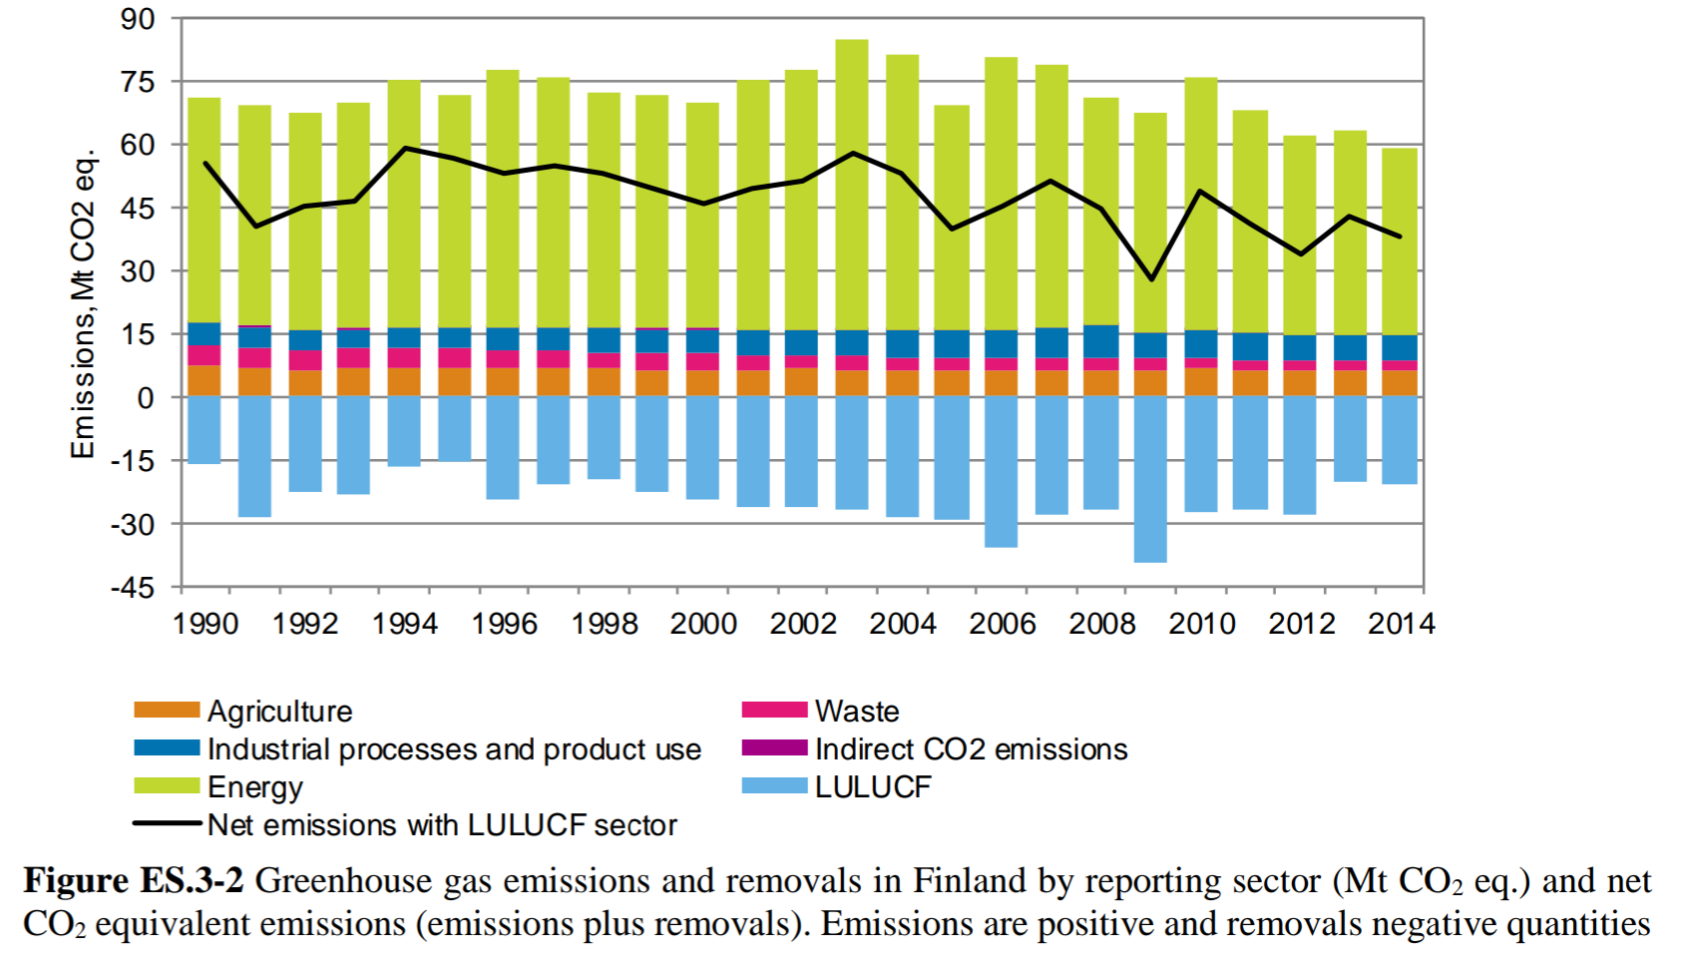 90
75
60
45
30
15
0
-15
-30
-45
Emissions, Mt CO2 eq.
1990 1992 1994 1996 1998 2000 2002 2004 2006 2008 2010 2012 2014
Agriculture
Waste
Industrial processes and product use
Indirect CO2 emissions
Energy
LULUCF
Net emissions with LULUCF sector
Figure ES.3-2 Greenhouse gas emissions and removals in Finland by reporting sector (Mt CO₂ eq.) and net
CO₂ equivalent emissions (emissions plus removals). Emissions are positive and removals negative quantities